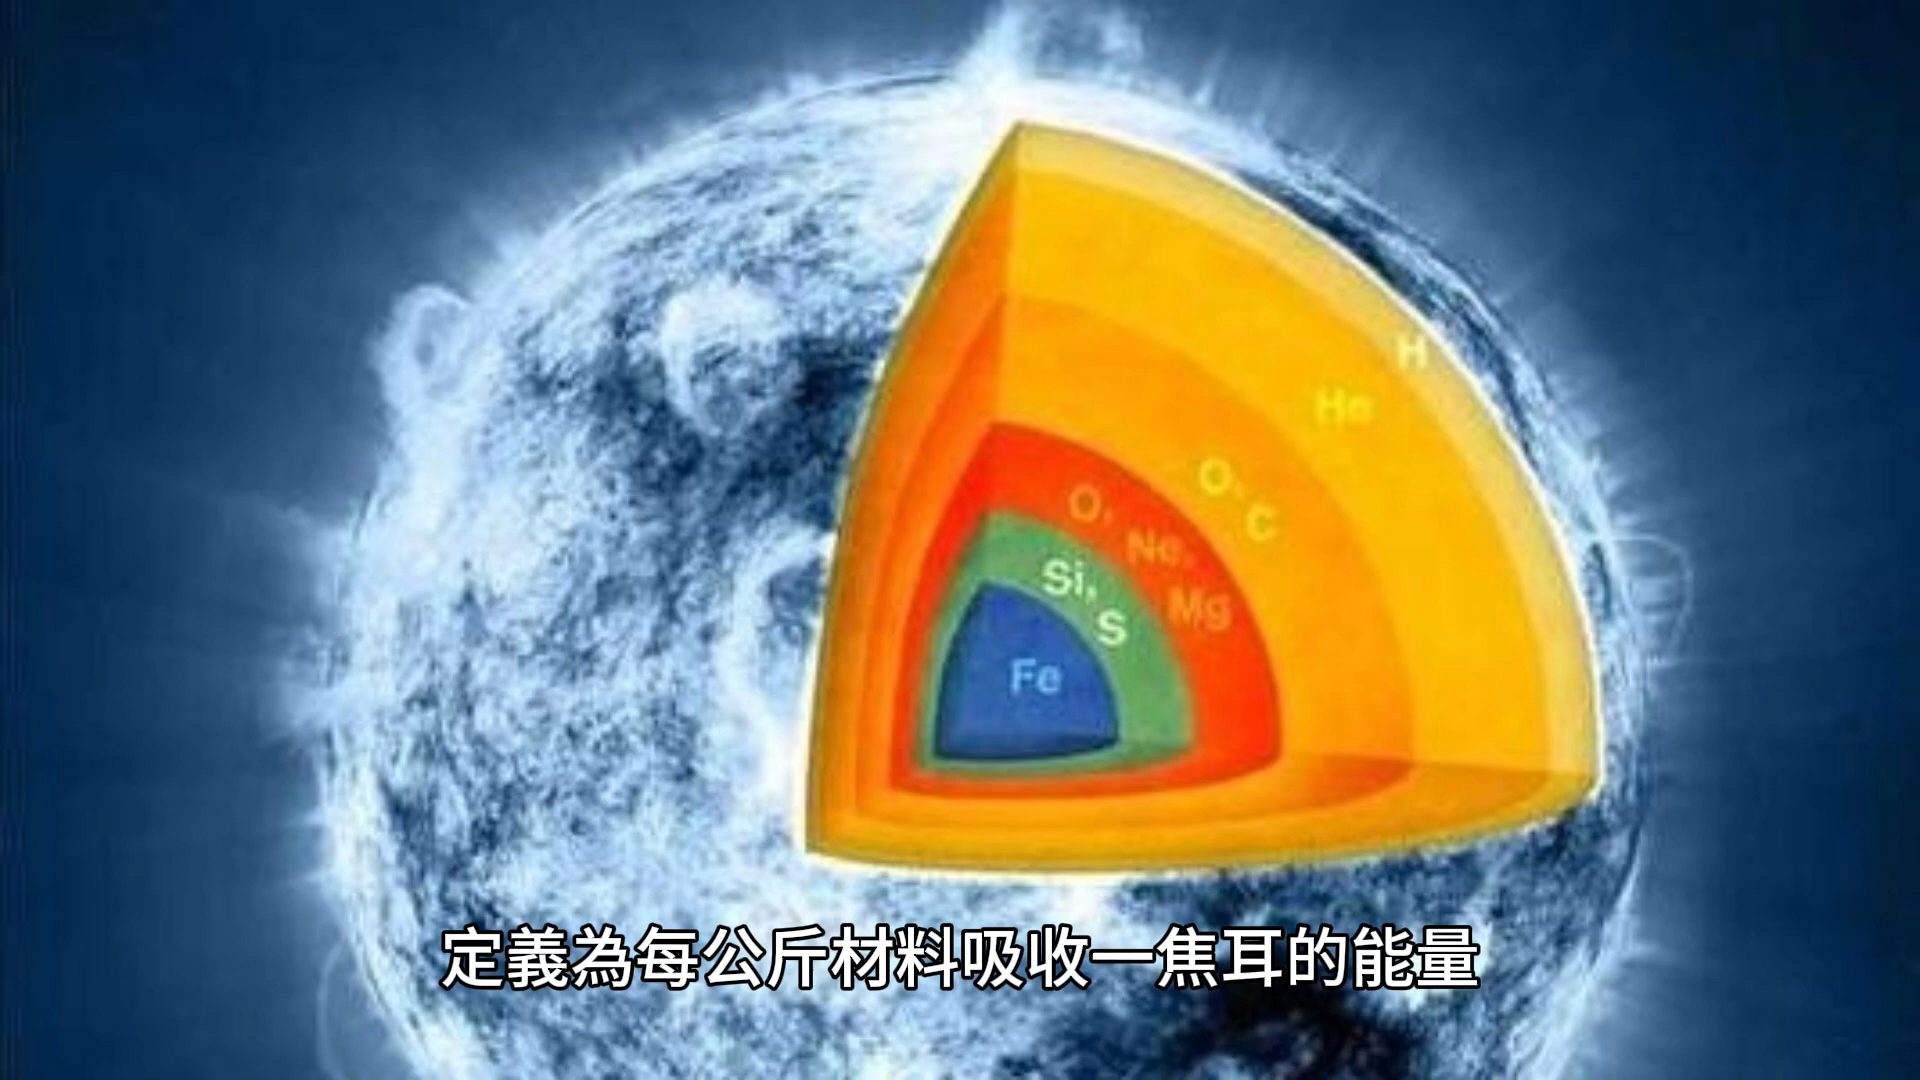 H
He
O, C
O, Ne, Mg
Si, S
Fe
定義為每公斤材料吸收一焦耳的能量